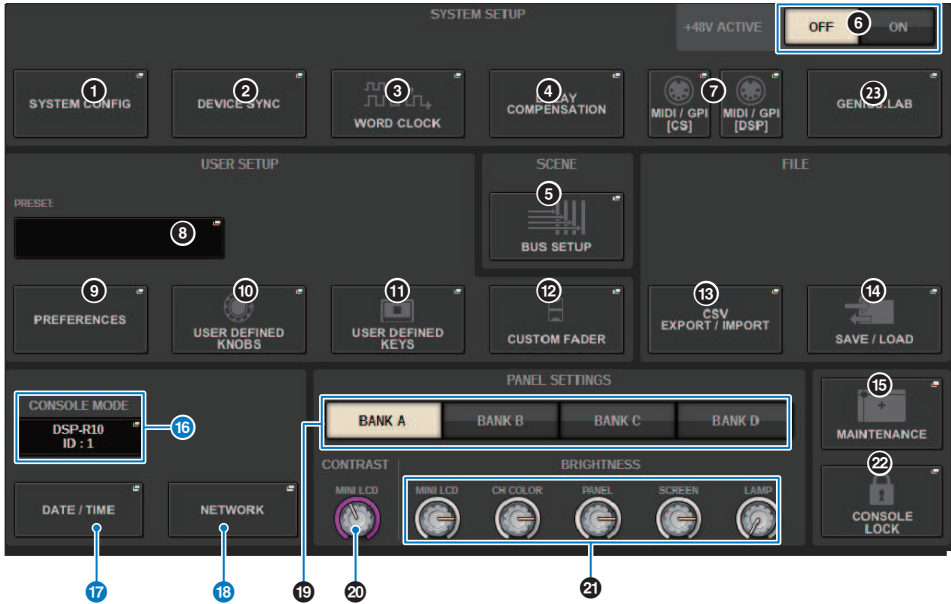 SYSTEM SETUP
+48V ACTIVE
OFF
6
ON
1
SYSTEM CONFIG
2
DEVICE SYNC
3
WORD CLOCK
4
DELAY
COMPENSATION
7
MIDI / GPI
[CS]
MIDI / GPI
[DSP]
23
LAB
USER SETUP
SCENE
FILE
PRESET:
8
5
BUS SETUP
9
PREFERENCES
10
USER DEFINED
KNOBS
11
USER DEFINED
KEYS
12
CUSTOM FADER
13
CSV
EXPORT / IMPORT
14
SAVE / LOAD
CONSOLE MODE
DSP-R10
ID : 1
16
PANEL SETTINGS
BANK A
BANK B
BANK C
BANK D
15
MAINTENANCE
CONTRAST
BRIGHTNESS
MINI LCD
MINI LCD
CH COLOR
PANEL
SCREEN
LAMP
22
CONSOLE
LOCK
DATE / TIME
NETWORK
17
18
19
20
21